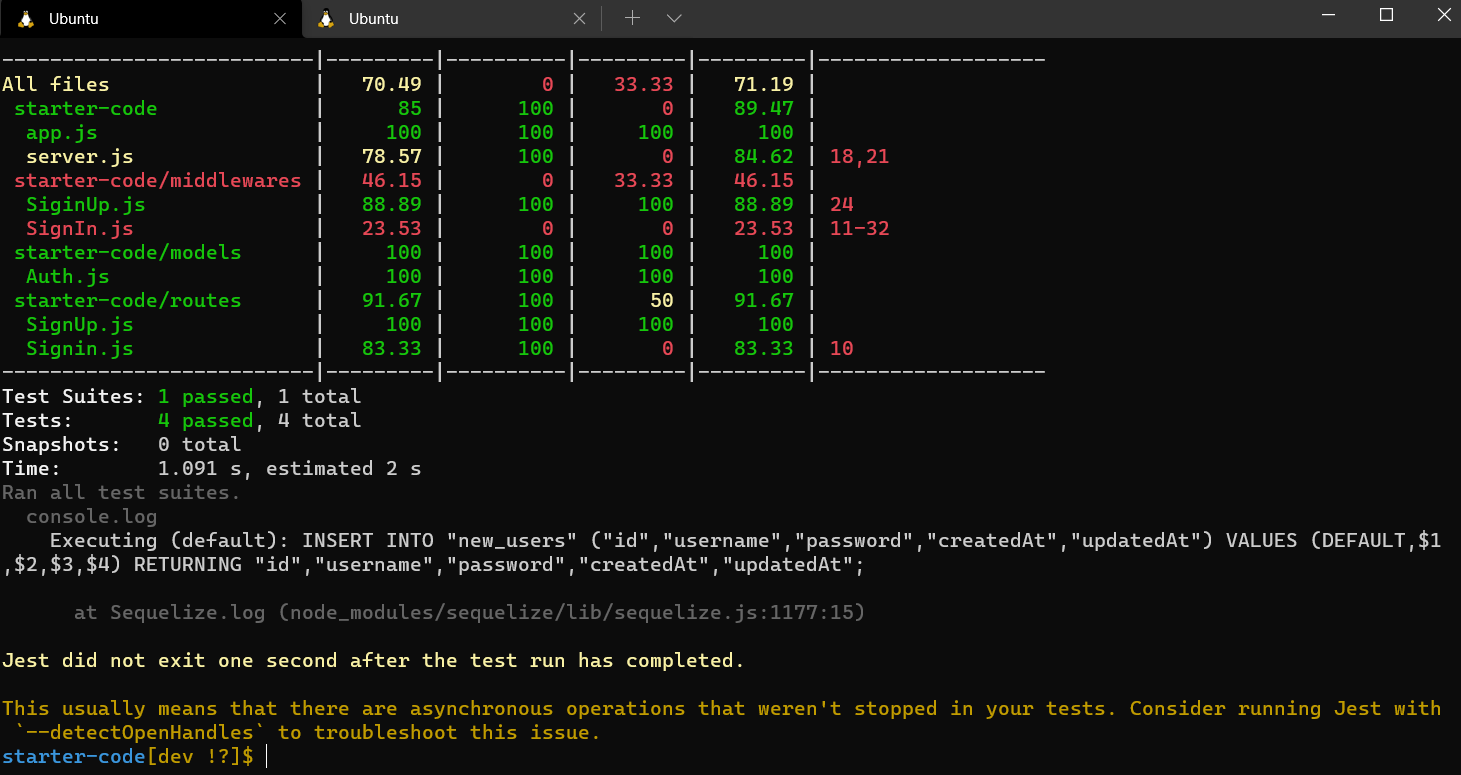 Ubuntu
Ubuntu
--------------------------|---------|----------|---------|---------|-------------------
All files                 |   70.49 |        0 |   33.33 |   71.19 |
 starter-code             |      85 |      100 |       0 |   89.47 |
  app.js                  |     100 |      100 |     100 |     100 |
  server.js               |   78.57 |      100 |       0 |   84.62 | 18,21
 starter-code/middlewares |   46.15 |        0 |   33.33 |   46.15 |
  SiginUp.js              |   88.89 |      100 |     100 |   88.89 | 24
  SignIn.js               |   23.53 |        0 |       0 |   23.53 | 11-32
 starter-code/models      |     100 |      100 |     100 |     100 |
  Auth.js                 |     100 |      100 |     100 |     100 |
 starter-code/routes      |   91.67 |      100 |      50 |   91.67 |
  SignUp.js               |     100 |      100 |     100 |     100 |
  Signin.js               |   83.33 |      100 |       0 |   83.33 | 10
--------------------------|---------|----------|---------|---------|-------------------
Test Suites: 1 passed, 1 total
Tests:       4 passed, 4 total
Snapshots:   0 total
Time:        1.091 s, estimated 2 s
Ran all test suites.
  console.log
    Executing (default): INSERT INTO "new_users" ("id","username","password","createdAt","updatedAt") VALUES (DEFAULT,$1
,$2,$3,$4) RETURNING "id","username","password","createdAt","updatedAt";
      at Sequelize.log (node_modules/sequelize/lib/sequelize.js:1177:15)
Jest did not exit one second after the test run has completed.
This usually means that there are asynchronous operations that weren't stopped in your tests. Consider running Jest with
 `--detectOpenHandles` to troubleshoot this issue.
starter-code[dev !?]$